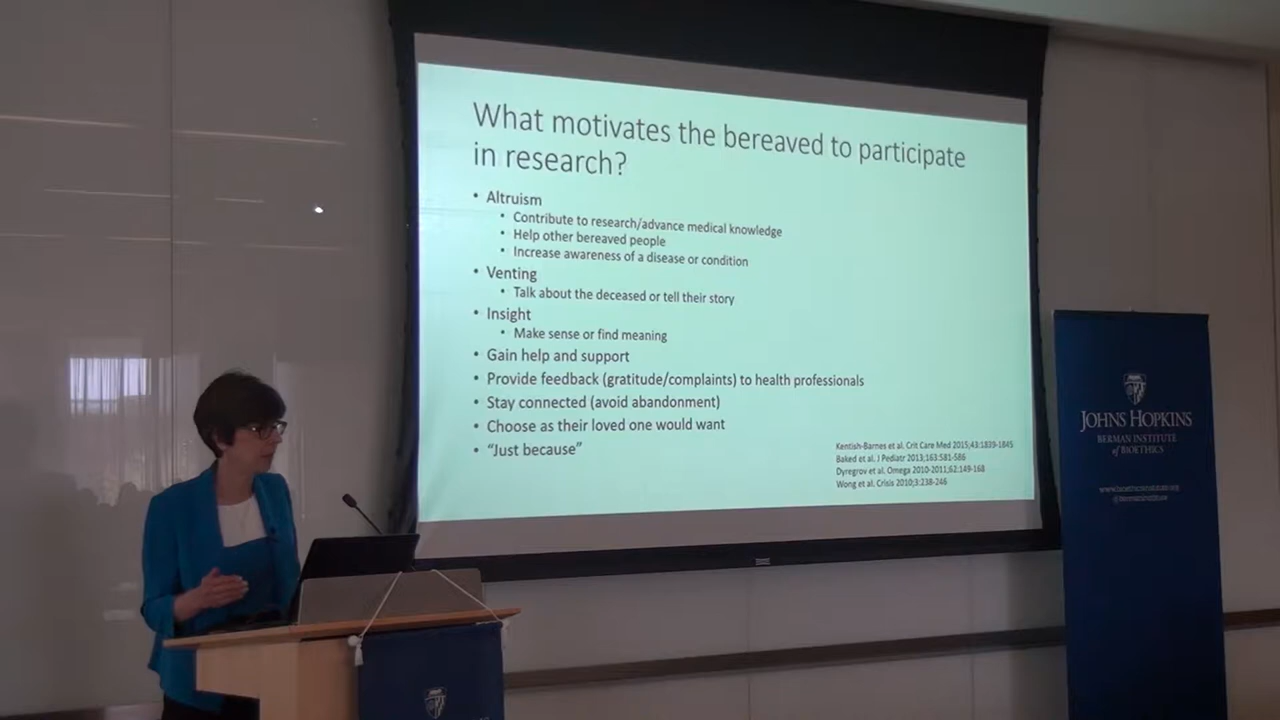 What motivates the bereaved to participate
in research?
• Altruism
• Contribute to research/advance medical knowledge
• Help other bereaved people
• Increase awareness of a disease or condition
• Venting
• Talk about the deceased or tell their story
• Insight
• Make sense or find meaning
• Gain help and support
• Provide feedback (gratitude/complaints) to health professionals
• Stay connected (avoid abandonment)
• Choose as their loved one would want
• “Just because”
Kentish-Barnes et al. Crit Care Med 2015;43:1839-1845
Baked et al. J Pediatr 2013;163:581-586
Dyregrov et al. Omega 2010-2011;62:149-168
Wong et al. Crisis 2010;3:238-246
JOHNS HOPKINS
BERMAN INSTITUTE
of BIOETHICS